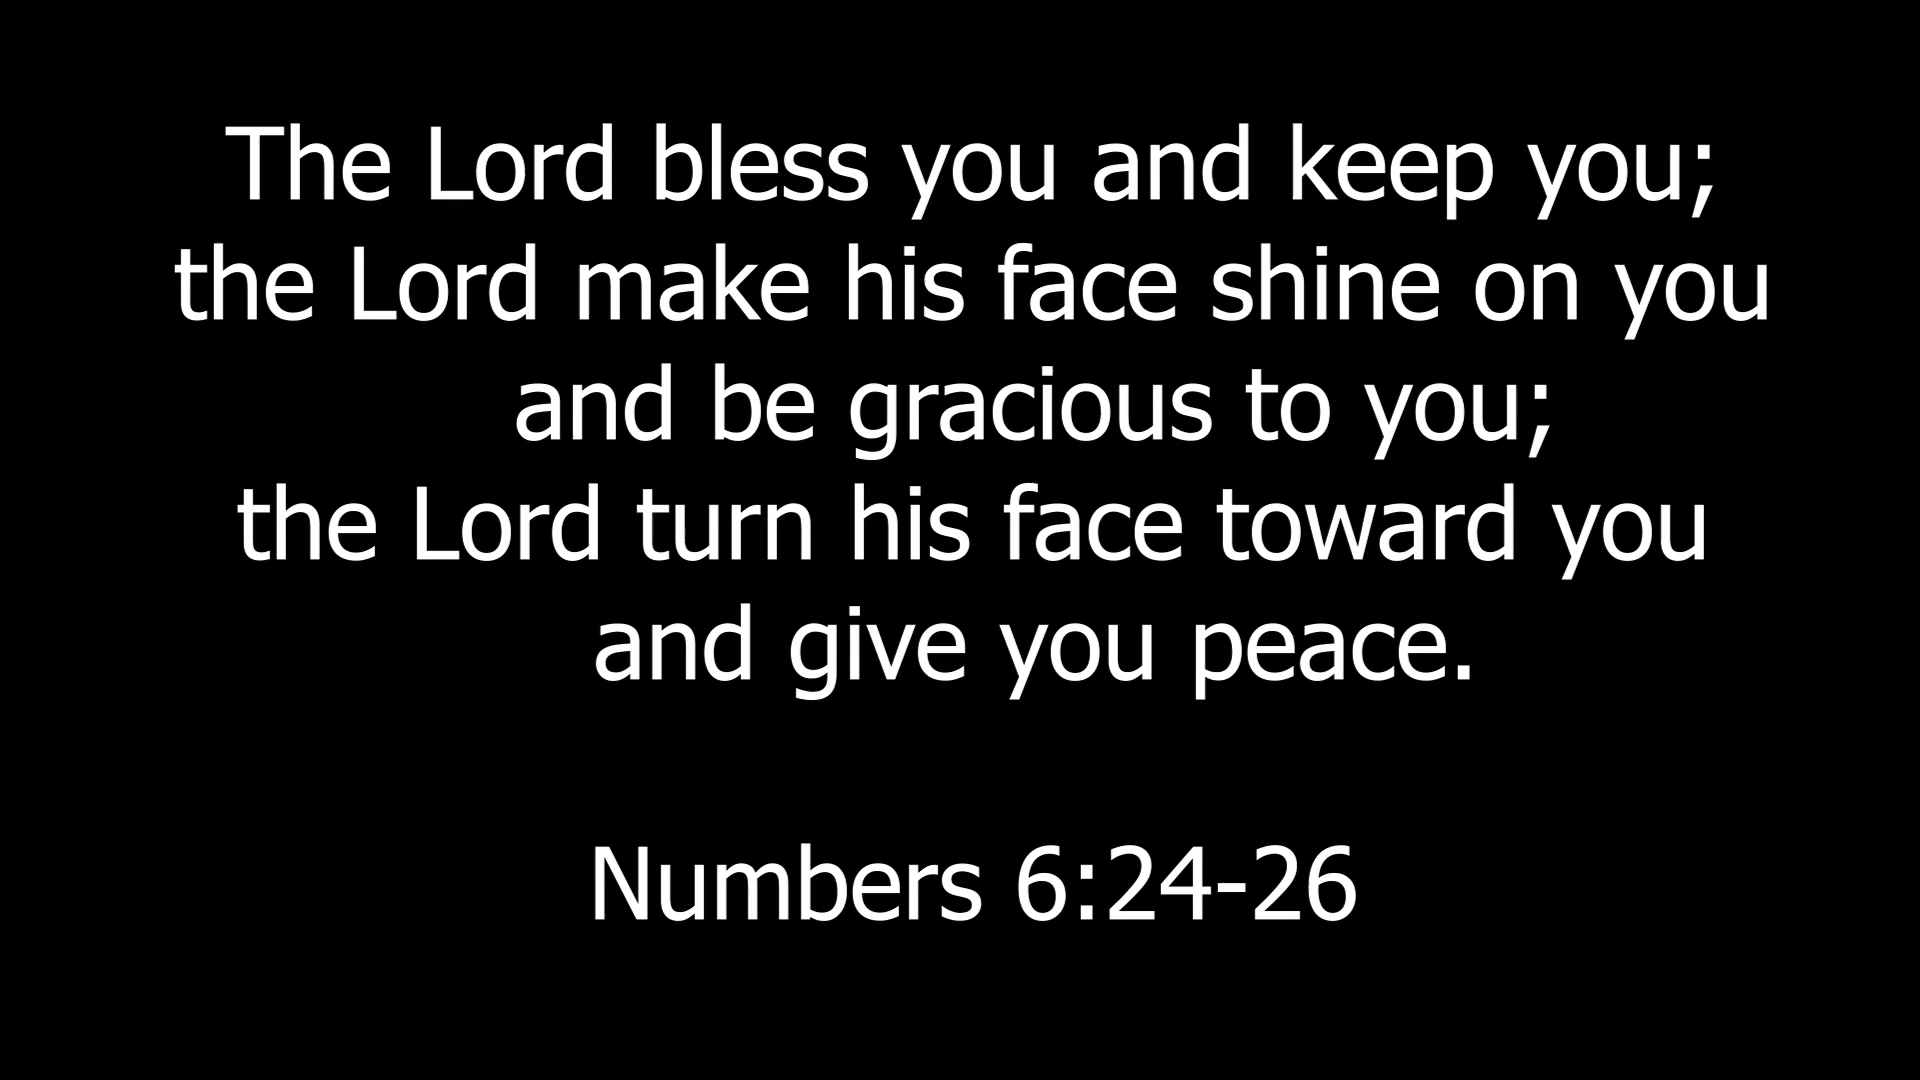 The Lord bless you and keep you;
the Lord make his face shine on you
and be gracious to you;
the Lord turn his face toward you
and give you peace.
Numbers 6:24-26